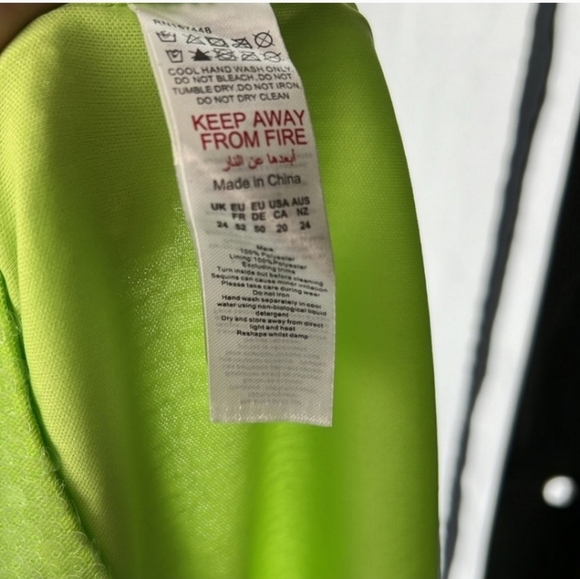 COOL HAND WASH ONLY.
DO NOT BLEACH .DO NOT
TUMBLE DRY.DO NOT IRON.
DO NOT DRY CLEAN
KEEP AWAY
FROM FIRE
أبعدها عن النار
Made in China
UK EU EU USA AUS
FR DE CA NZ
24 52 50 20 24
Main:
100% Polyester
Lining: 100%Polyester
Excluding trims
Turn inside out before cleaning
Sequins can cause minor irritation
Please take care during wear
Do not iron
Hand wash separately in cool
water using non-biological liquid
detergent
Dry and store away from direct
light and heat
Reshape whilst damp